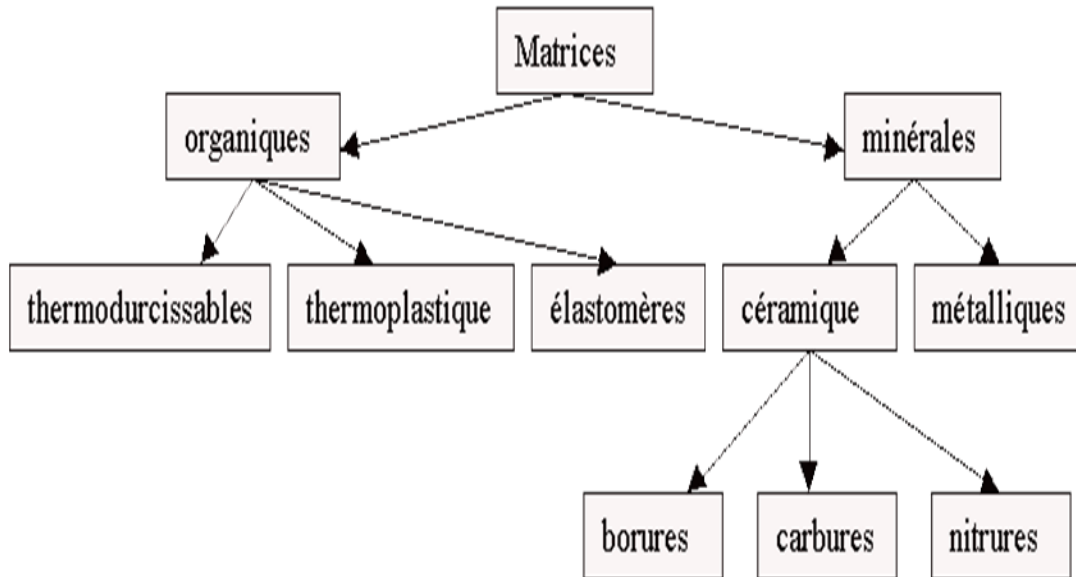 Matrices
organiques
minérales
thermodurcissables
thermoplastique
élastomères
céramique
métalliques
borures
carbures
nitrures